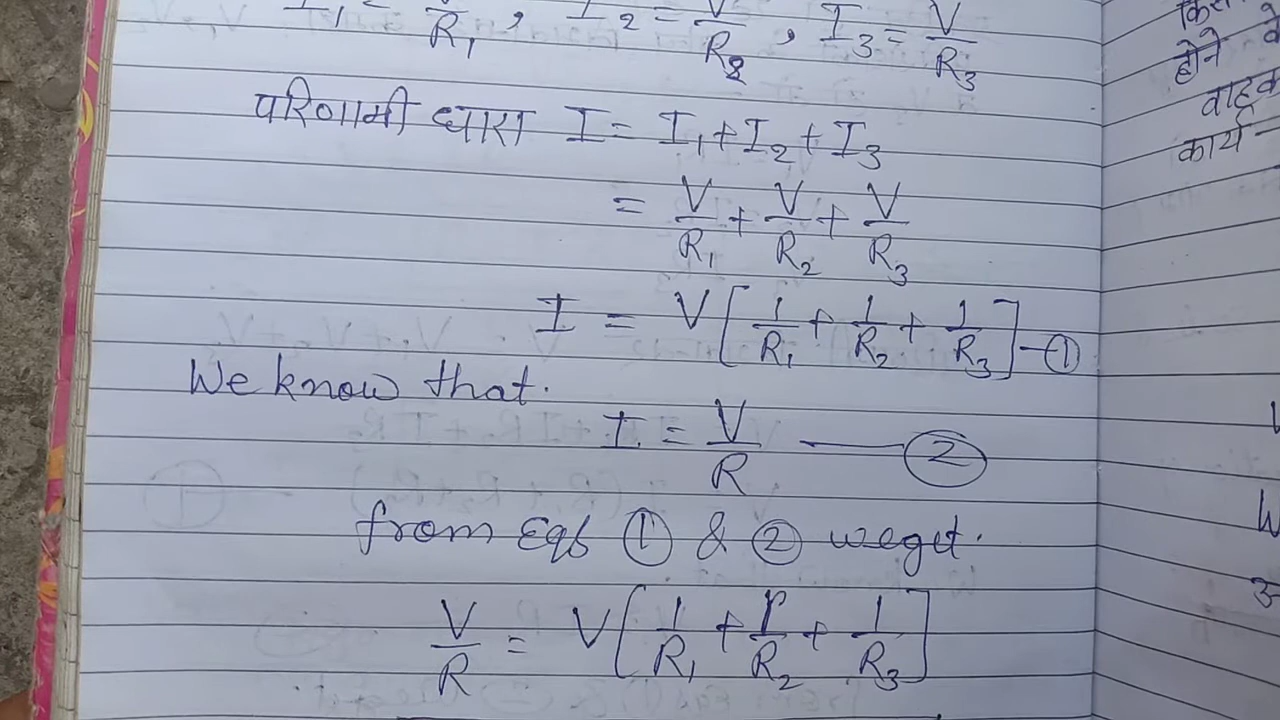 I₁ = V/R₁, I₂ = V/R₂, I₃ = V/R₃
परिणामी धारा I = I₁ + I₂ + I₃
= V/R₁ + V/R₂ + V/R₃
I = V[1/R₁ + 1/R₂ + 1/R₃] — ①
We know that.
I = V/R — ②
from Eqs ① & ② we get.
V/R = V[1/R₁ + 1/R₂ + 1/R₃]
होने
वाहक
कार्य